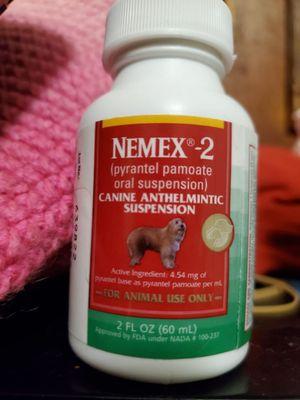 NEMEX®-2
(pyrantel pamoate
oral suspension)
CANINE ANTHELMINTIC
SUSPENSION
Active Ingredient: 4.54 mg of
pyrantel base as pyrantel pamoate per mL
FOR ANIMAL USE ONLY
2 FL OZ (60 mL)
Approved by FDA under NADA # 100-237